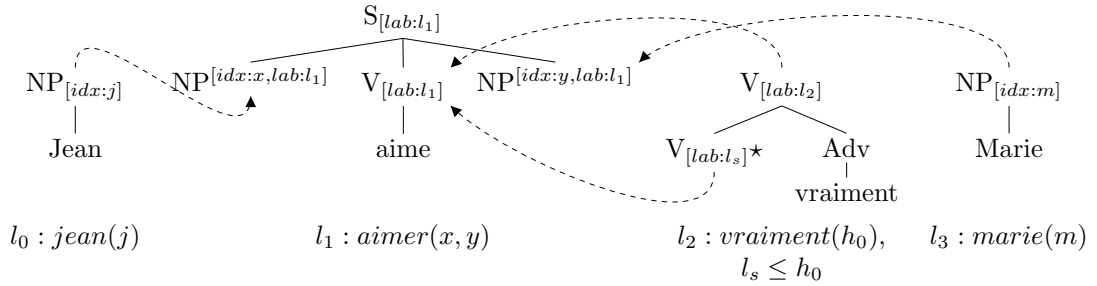 S[lab:l₁]
NP[idx:j] NP[idx:x,lab:l₁] V[lab:l₁] NP[idx:y,lab:l₁] V[lab:l₂] NP[idx:m]
Jean aime V[lab:lₛ]⋆ Adv Marie
vraiment
l₀ : jean(j) l₁ : aimer(x, y) l₂ : vraiment(h₀), l₃ : marie(m)
lₛ ≤ h₀